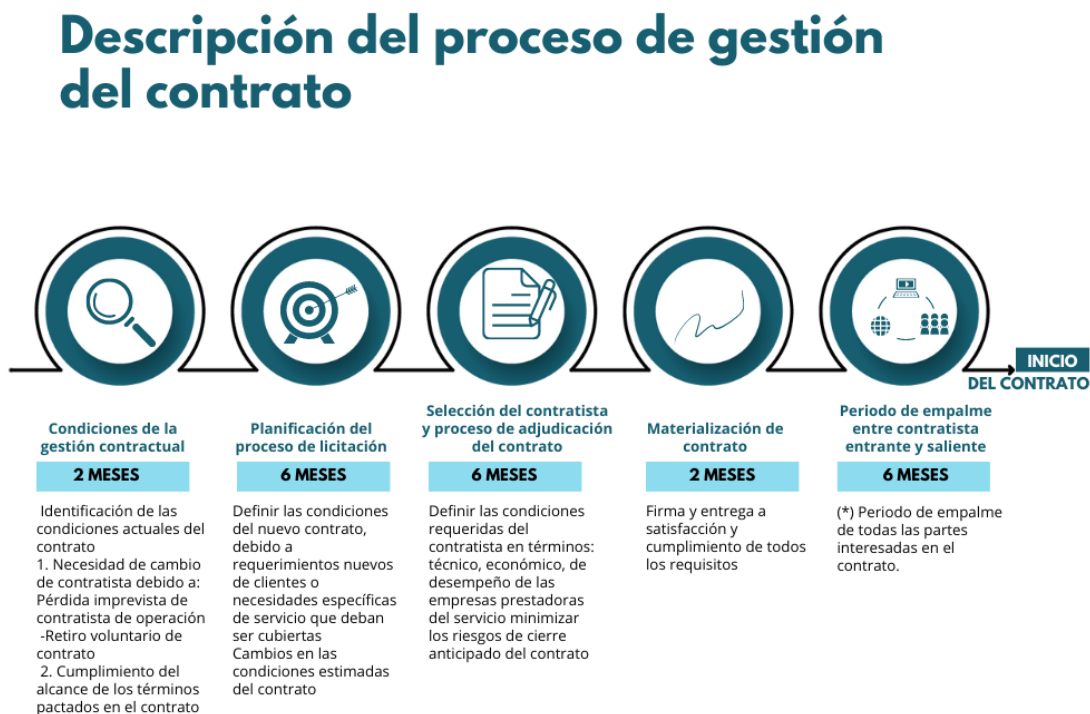 Descripción del proceso de gestión
del contrato
INICIO
DEL CONTRATO
Condiciones de la
gestión contractual
2 MESES
Identificación de las
condiciones actuales del
contrato
1. Necesidad de cambio
de contratista debido a:
Pérdida imprevista de
contratista de operación
-Retiro voluntario de
contrato
2. Cumplimiento del
alcance de los términos
pactados en el contrato
Planificación del
proceso de licitación
6 MESES
Definir las condiciones
del nuevo contrato,
debido a
requerimientos nuevos
de clientes o
necesidades específicas
de servicio que deban
ser cubiertas
Cambios en las
condiciones estimadas
del contrato
Selección del contratista
y proceso de adjudicación
del contrato
6 MESES
Definir las condiciones
requeridas del
contratista en términos:
técnico, económico, de
desempeño de las
empresas prestadoras
del servicio minimizar
los riesgos de cierre
anticipado del contrato
Materialización de
contrato
2 MESES
Firma y entrega a
satisfacción y
cumplimiento de todos
los requisitos
Periodo de empalme
entre contratista
entrante y saliente
6 MESES
(*) Periodo de empalme
de todas las partes
interesadas en el
contrato.